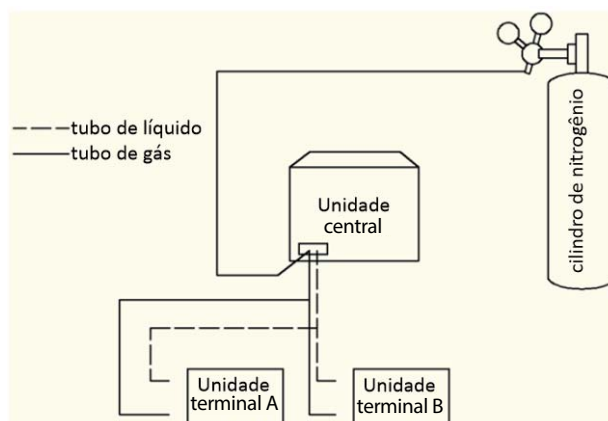 tubo de líquido
tubo de gás
Unidade
central
cilindro de nitrogênio
Unidade
terminal A
Unidade
terminal B